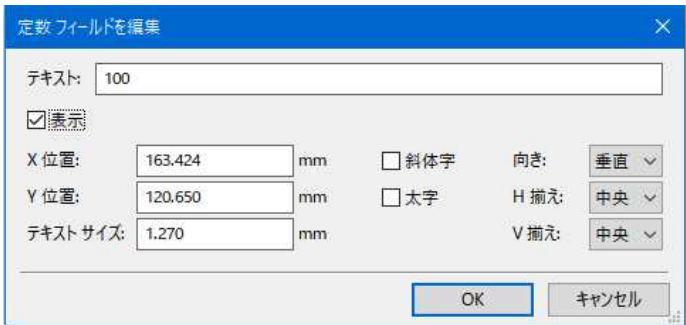 定数 フィールドを編集
テキスト: 100
表示
X 位置: 163.424 mm 斜体字 向き: 垂直
Y 位置: 120.650 mm 太字 H 揃え: 中央
テキスト サイズ: 1.270 mm V 揃え: 中央
OK キャンセル